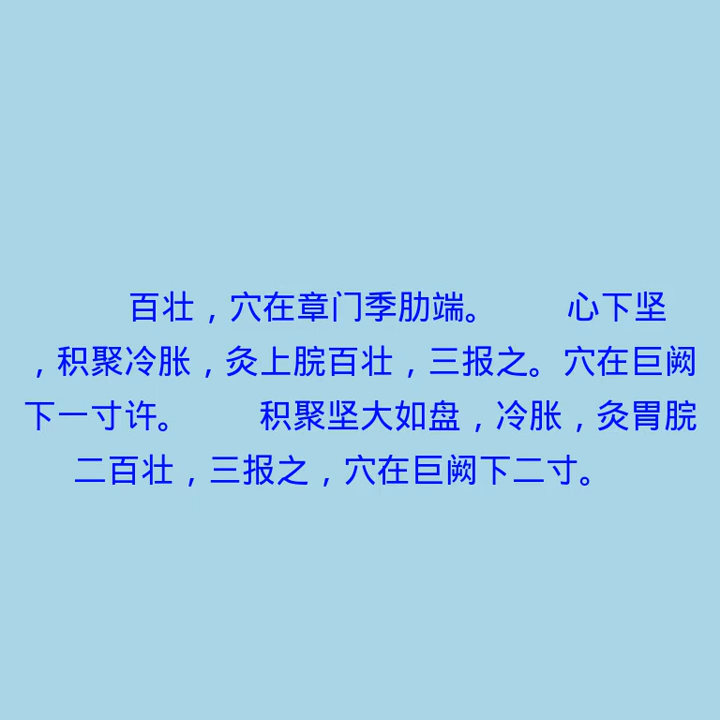 百壮，穴在章门季肋端。　　心下坚
，积聚冷胀，灸上脘百壮，三报之。穴在巨阙
下一寸许。　　积聚坚大如盘，冷胀，灸胃脘
二百壮，三报之，穴在巨阙下二寸。